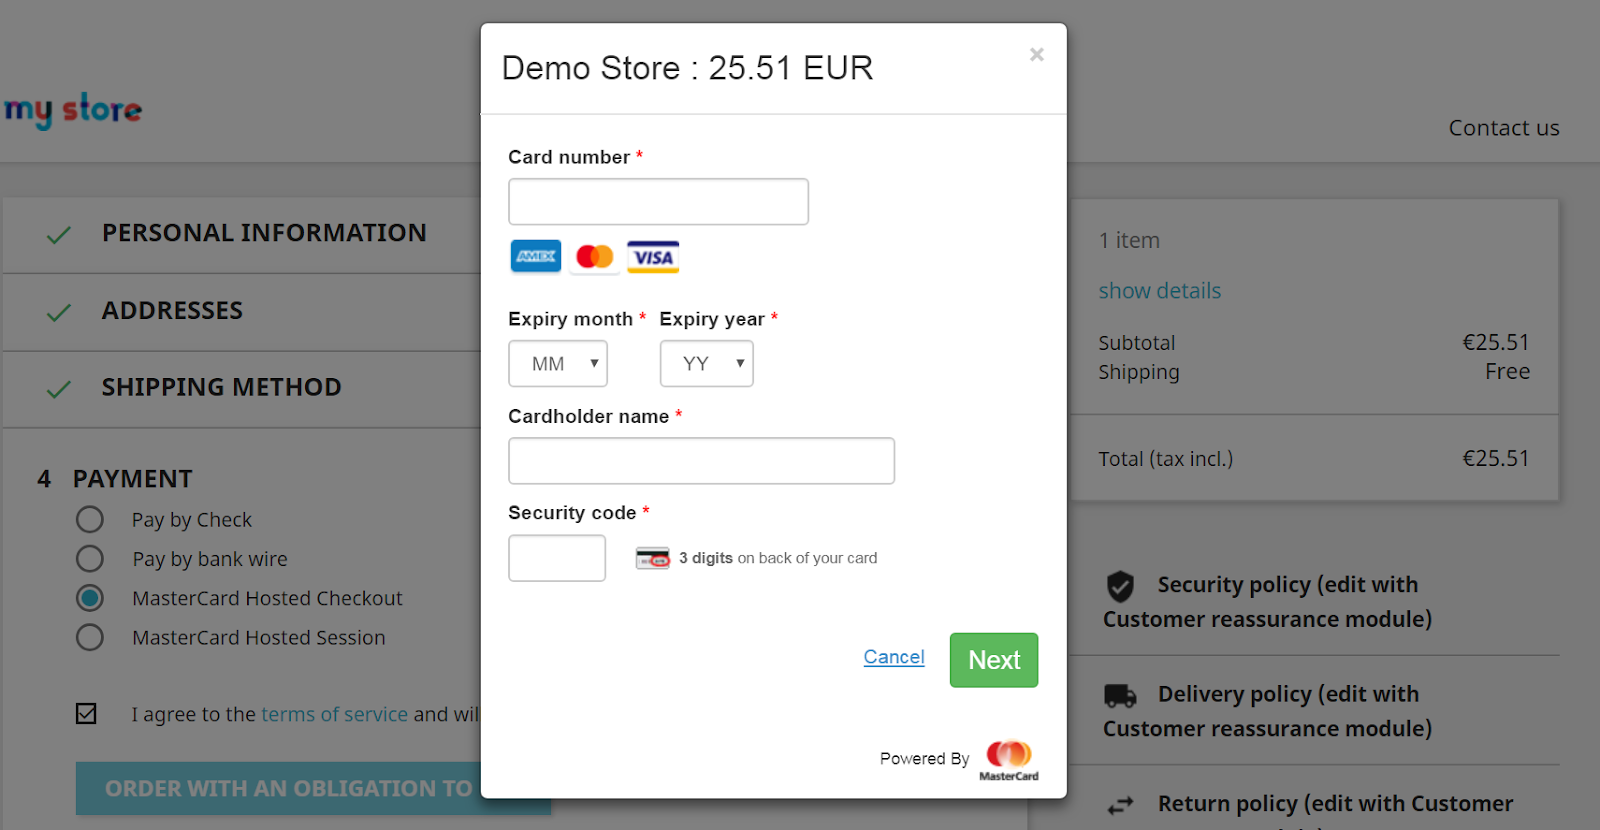 my store
Contact us
PERSONAL INFORMATION
ADDRESSES
SHIPPING METHOD
4 PAYMENT
Pay by Check
Pay by bank wire
MasterCard Hosted Checkout
MasterCard Hosted Session
I agree to the terms of service and
ORDER WITH AN OBLIGATION TO
Demo Store : 25.51 EUR
×
Card number *
AMEX VISA
Expiry month * Expiry year *
MM YY
Cardholder name *
Security code *
3 digits on back of your card
Cancel Next
Powered By MasterCard
1 item
show details
Subtotal €25.51
Shipping Free
Total (tax incl.) €25.51
Security policy (edit with
Customer reassurance module)
Delivery policy (edit with
Customer reassurance module)
Return policy (edit with Customer